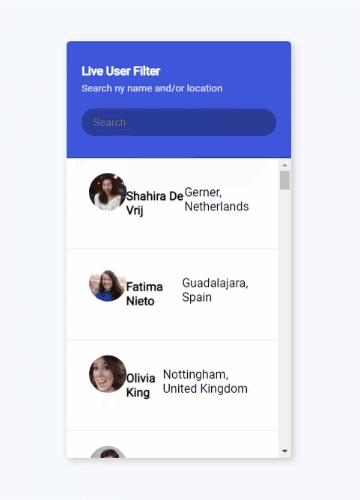 Live User Filter
Search ny name and/or location
Search
Shahira De
Vrij
Gerner,
Netherlands
Fatima
Nieto
Guadalajara,
Spain
Olivia
King
Nottingham,
United Kingdom